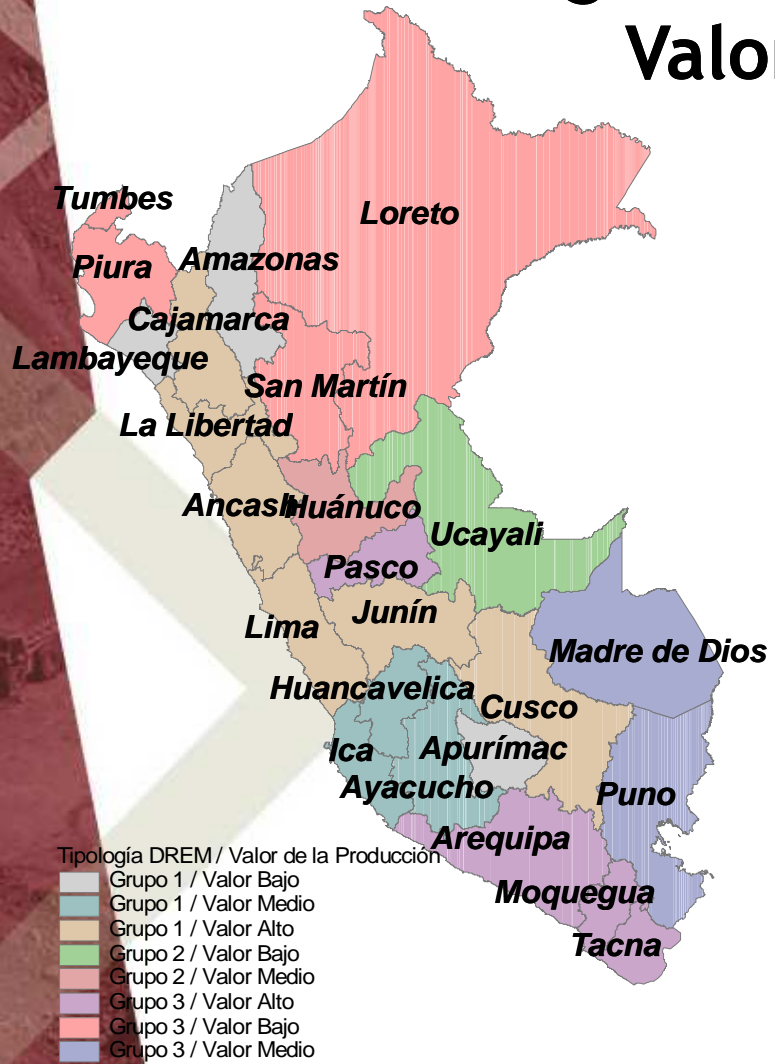 Valor
Tumbes
Loreto
Piura
Amazonas
Cajamarca
Lambayeque
San Martín
La Libertad
Ancash
Huánuco
Ucayali
Pasco
Junín
Lima
Madre de Dios
Huancavelica
Cusco
Ica
Apurímac
Ayacucho
Puno
Arequipa
Moquegua
Tacna
Tipología DREM / Valor de la Producción
Grupo 1 / Valor Bajo
Grupo 1 / Valor Medio
Grupo 1 / Valor Alto
Grupo 2 / Valor Bajo
Grupo 2 / Valor Medio
Grupo 3 / Valor Alto
Grupo 3 / Valor Bajo
Grupo 3 / Valor Medio